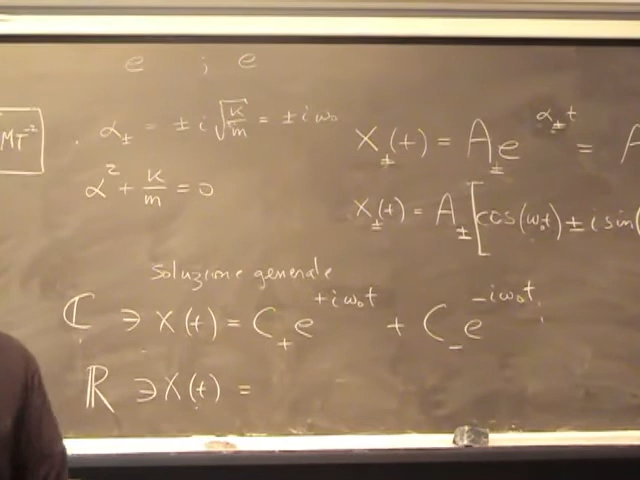 e ; e
MT⁻²
α± = ± i √(k/m) = ± i ω₀
X±(t) = A± e^(α± t) = A
α² + k/m = 0
X±(t) = A± [cos(ω₀t) ± i sin(
Soluzione generale
ℂ ∋ X(t) = C₊ e^(+iω₀t) + C₋ e^(−iω₀t) ;
ℝ ∋ X(t) =